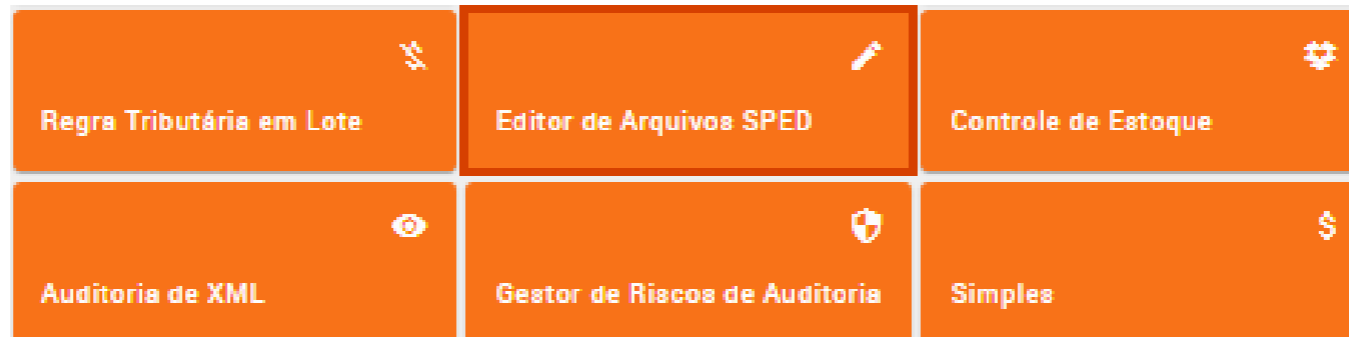 Regra Tributária em Lote
Editor de Arquivos SPED
Controle de Estoque
Auditoria de XML
Gestor de Riscos de Auditoria
Simples